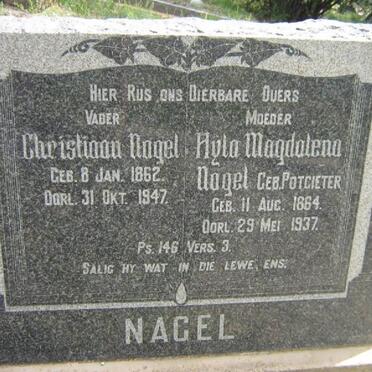 Hier Rus ons Dierbare Ouers
Vader Moeder
Christiaan Nagel
Geb. 8 Jan. 1862.
Oorl. 31 Okt. 1947.
Ayla Magdalena
Nagel Geb. Potgieter
Geb. 11 Aug. 1864.
Oorl. 29 Mei 1937.
Ps. 146 Vers. 3.
Salig hy wat in die lewe, ens.
NAGEL